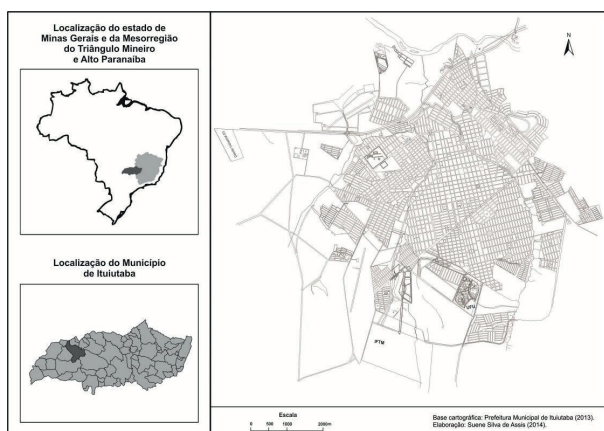 Localização do estado de
Minas Gerais e da Mesorregião
do Triângulo Mineiro
e Alto Paranaíba
Localização do Município
de Ituiutaba
N
UFU
IFTM
Escala
0 500 1000 2000m
Base cartográfica: Prefeitura Municipal de Ituiutaba (2013).
Elaboração: Suene Silva de Assis (2014).